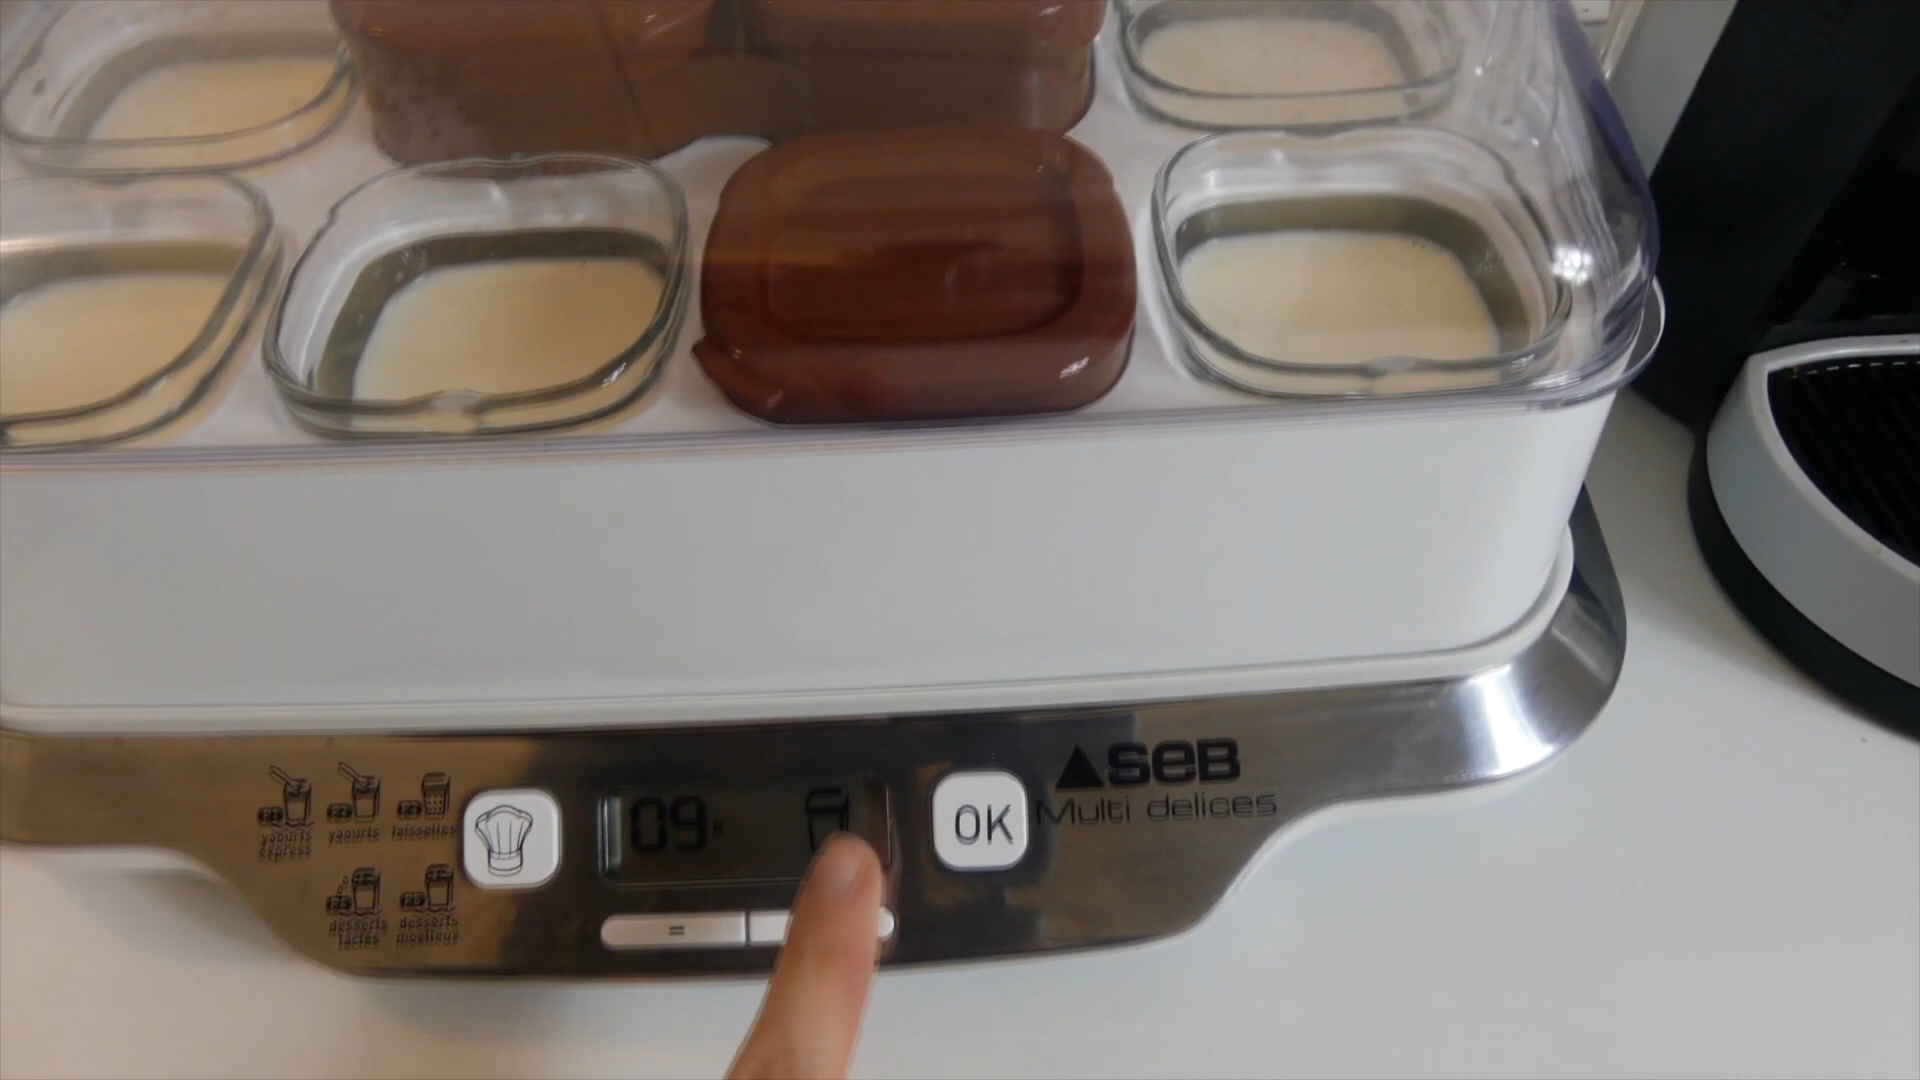 yaourts
express
yaourts
faisselles
desserts
lactés
desserts
moelleux
09 h
OK
SEB
Multi delices